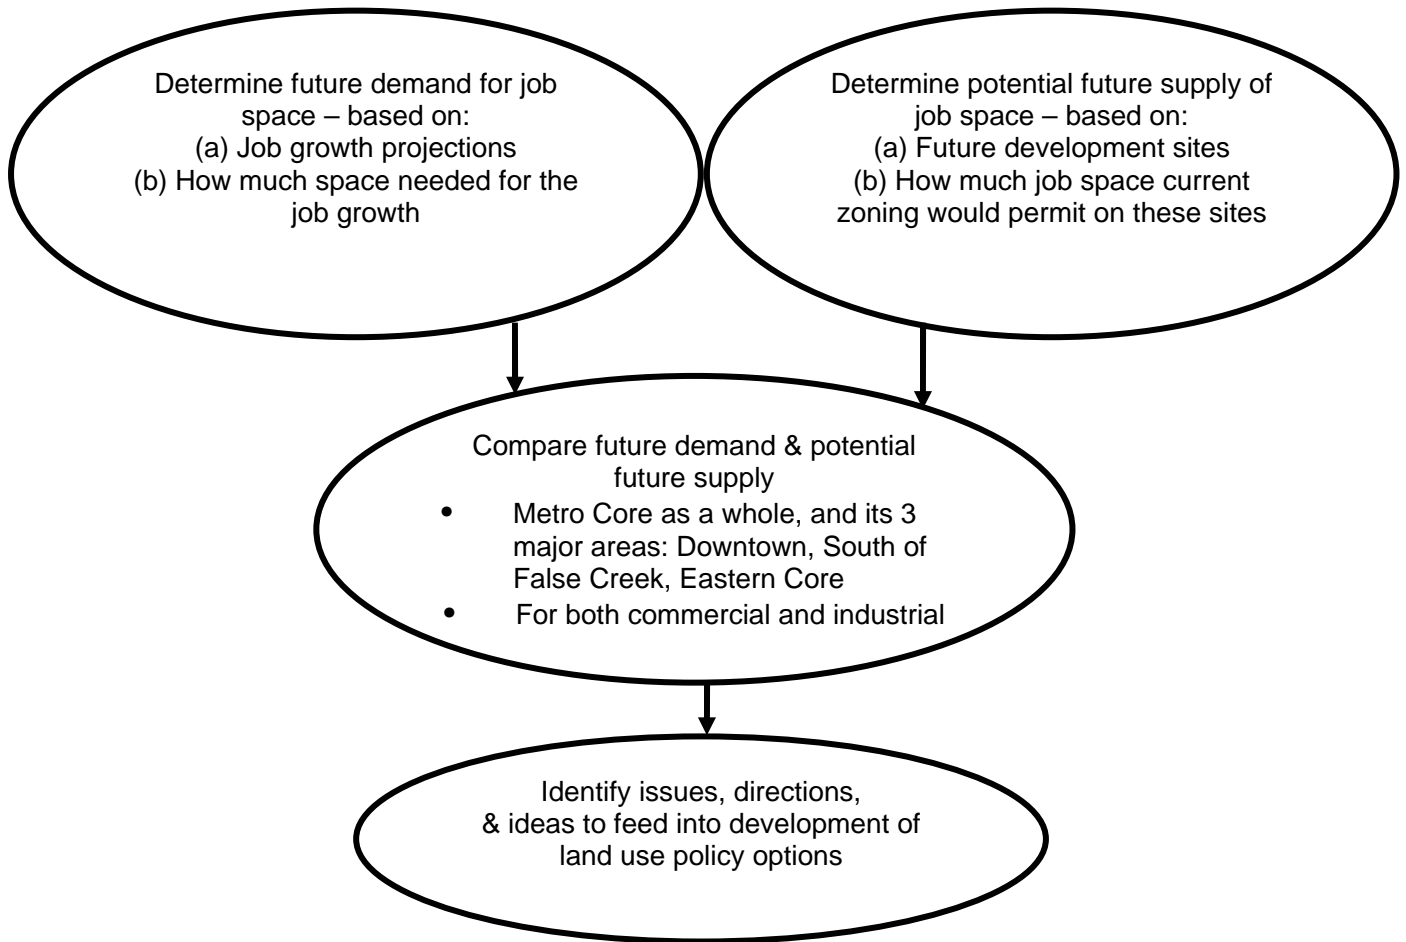 Determine future demand for job
space – based on:
(a) Job growth projections
(b) How much space needed for the
job growth
Determine potential future supply of
job space – based on:
(a) Future development sites
(b) How much job space current
zoning would permit on these sites
Compare future demand & potential
future supply
• Metro Core as a whole, and its 3
major areas: Downtown, South of
False Creek, Eastern Core
• For both commercial and industrial
Identify issues, directions,
& ideas to feed into development of
land use policy options